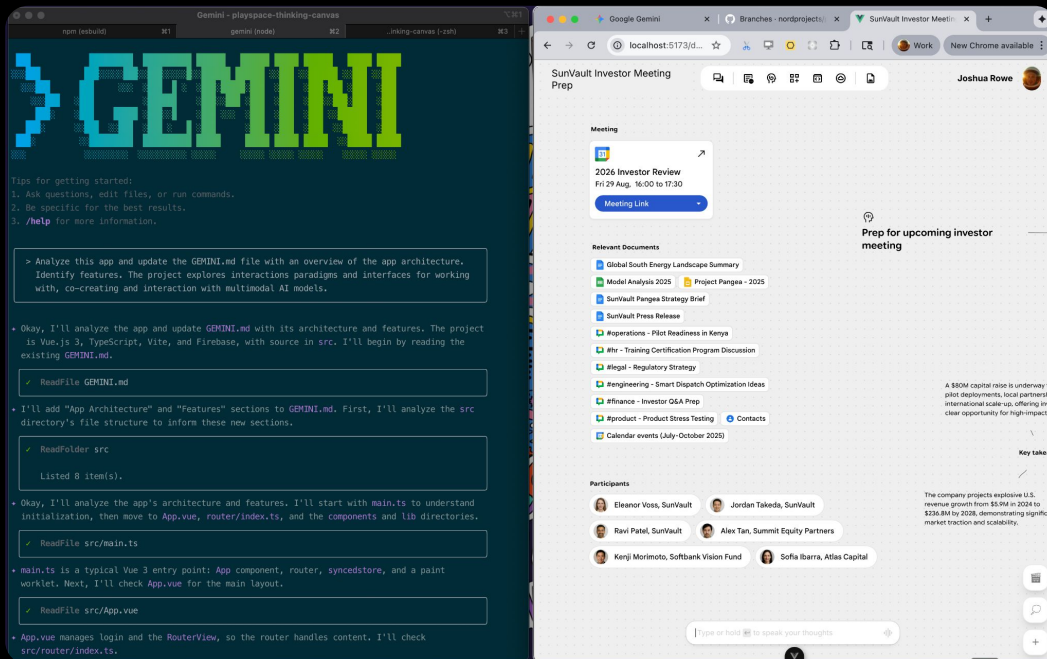 Gemini - playspace-thinking-canvas
⌥⌘1
npm (esbuild) ⌘1
gemini (node) ⌘2
..inking-canvas (-zsh) ⌘3
>GEMINI
Tips for getting started:
1. Ask questions, edit files, or run commands.
2. Be specific for the best results.
3. /help for more information.
> Analyze this app and update the GEMINI.md file with an overview of the app architecture.
Identify features. The project explores interactions paradigms and interfaces for working
with, co-creating and interaction with multimodal AI models.
✦ Okay, I'll analyze the app and update GEMINI.md with its architecture and features. The project
is Vue.js 3, TypeScript, Vite, and Firebase, with source in src. I'll begin by reading the
existing GEMINI.md.
✓ ReadFile GEMINI.md
✦ I'll add "App Architecture" and "Features" sections to GEMINI.md. First, I'll analyze the src
directory's file structure to inform these new sections.
✓ ReadFolder src
Listed 8 item(s).
✦ Okay, I'll analyze the app's architecture and features. I'll start with main.ts to understand
initialization, then move to App.vue, router/index.ts, and the components and lib directories.
✓ ReadFile src/main.ts
✦ main.ts is a typical Vue 3 entry point: App component, router, syncedstore, and a paint
worklet. Next, I'll check App.vue for the main layout.
✓ ReadFile src/App.vue
✦ App.vue manages login and the RouterView, so the router handles content. I'll check
src/router/index.ts.
Google Gemini
Branches - nordprojects/
SunVault Investor Meetin
localhost:5173/d...
Work
New Chrome available
SunVault Investor Meeting
Prep
Joshua Rowe
Meeting
31
2026 Investor Review
Fri 29 Aug, 16:00 to 17:30
Meeting Link
Prep for upcoming investor
meeting
Relevant Documents
Global South Energy Landscape Summary
Model Analysis 2025
Project Pangea - 2025
SunVault Pangea Strategy Brief
SunVault Press Release
#operations - Pilot Readiness in Kenya
#hr - Training Certification Program Discussion
#legal - Regulatory Strategy
#engineering - Smart Dispatch Optimization Ideas
#finance - Investor Q&A Prep
#product - Product Stress Testing
Contacts
Calendar events (July-October 2025)
A $80M capital raise is underway
pilot deployments, local partnersh
international scale-up, offering inv
clear opportunity for high-impact
Key take
The company projects explosive U.S.
revenue growth from $5.9M in 2024 to
$236.8M by 2028, demonstrating signific
market traction and scalability.
Participants
Eleanor Voss, SunVault
Jordan Takeda, SunVault
Ravi Patel, SunVault
Alex Tan, Summit Equity Partners
Kenji Morimoto, Softbank Vision Fund
Sofia Ibarra, Atlas Capital
Type or hold to speak your thoughts